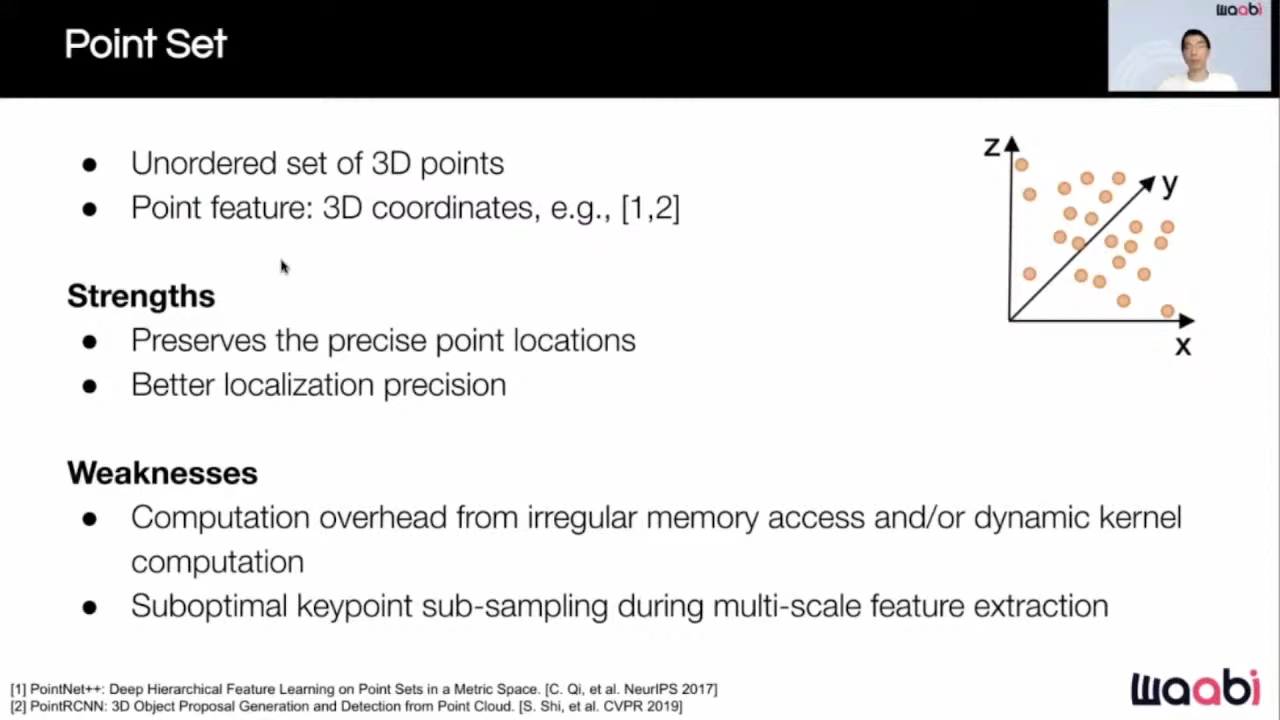 Point Set
waabi
● Unordered set of 3D points
● Point feature: 3D coordinates, e.g., [1,2]
z
y
x
Strengths
● Preserves the precise point locations
● Better localization precision
Weaknesses
● Computation overhead from irregular memory access and/or dynamic kernel
computation
● Suboptimal keypoint sub-sampling during multi-scale feature extraction
[1] PointNet++: Deep Hierarchical Feature Learning on Point Sets in a Metric Space. [C. Qi, et al. NeurIPS 2017]
[2] PointRCNN: 3D Object Proposal Generation and Detection from Point Cloud. [S. Shi, et al. CVPR 2019]
waabi